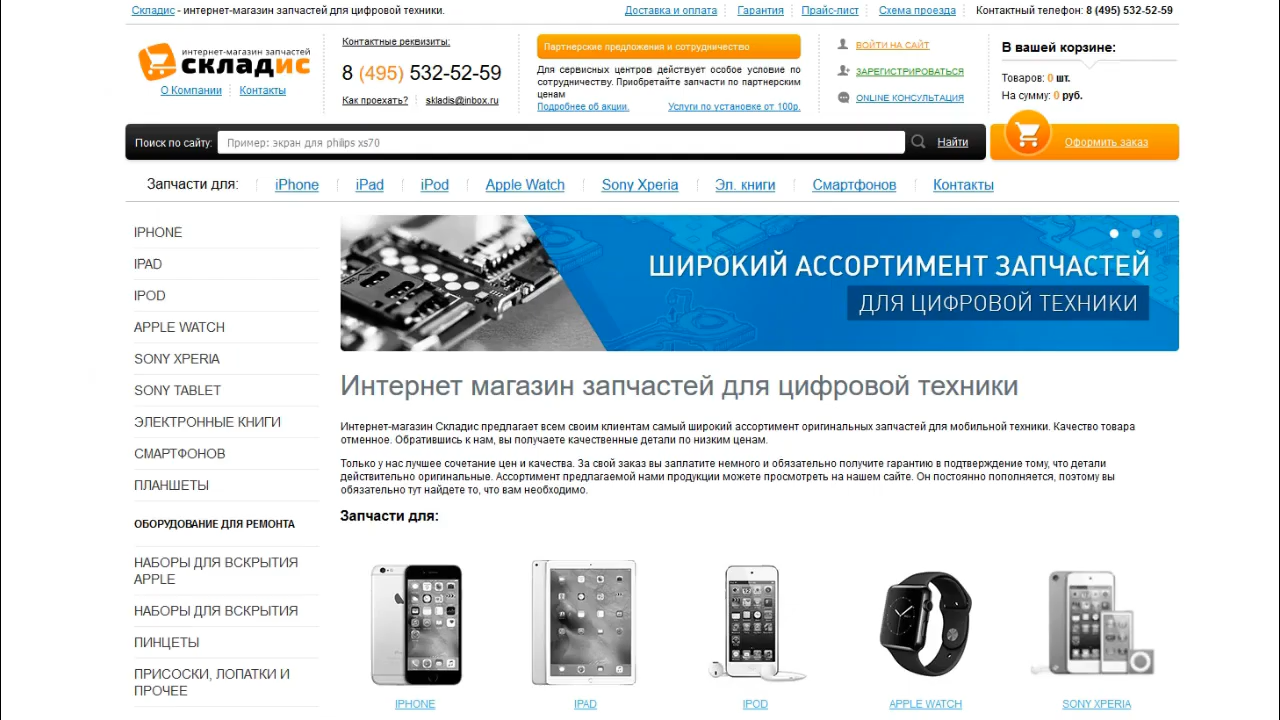 Складис - интернет-магазин запчастей для цифровой техники.
Доставка и оплата
Гарантия
Прайс-лист
Схема проезда
Контактный телефон: 8 (495) 532-52-59
интернет-магазин запчастей
складис
О Компании
Контакты
Контактные реквизиты:
8 (495) 532-52-59
Как проехать?
skladis@inbox.ru
Партнерские предложения и сотрудничество
Для сервисных центров действует особое условие по
сотрудничеству. Приобретайте запчасти по партнерским
ценам
Подробнее об акции.
Услуги по установке от 100р.
ВОЙТИ НА САЙТ
ЗАРЕГИСТРИРОВАТЬСЯ
ONLINE КОНСУЛЬТАЦИЯ
В вашей корзине:
Товаров: 0 шт.
На сумму: 0 руб.
Поиск по сайту:
Пример: экран для philips xs70
Найти
Оформить заказ
Запчасти для:
iPhone
iPad
iPod
Apple Watch
Sony Xperia
Эл. книги
Смартфонов
Контакты
IPHONE
IPAD
IPOD
APPLE WATCH
SONY XPERIA
SONY TABLET
ЭЛЕКТРОННЫЕ КНИГИ
СМАРТФОНОВ
ПЛАНШЕТЫ
ОБОРУДОВАНИЕ ДЛЯ РЕМОНТА
НАБОРЫ ДЛЯ ВСКРЫТИЯ
APPLE
НАБОРЫ ДЛЯ ВСКРЫТИЯ
ПИНЦЕТЫ
ПРИСОСКИ, ЛОПАТКИ И
ПРОЧЕЕ
ШИРОКИЙ АССОРТИМЕНТ ЗАПЧАСТЕЙ
ДЛЯ ЦИФРОВОЙ ТЕХНИКИ
Интернет магазин запчастей для цифровой техники
Интернет-магазин Складис предлагает всем своим клиентам самый широкий ассортимент оригинальных запчастей для мобильной техники. Качество товара
отменное. Обратившись к нам, вы получаете качественные детали по низким ценам.
Только у нас лучшее сочетание цен и качества. За свой заказ вы заплатите немного и обязательно получите гарантию в подтверждение тому, что детали
действительно оригинальные. Ассортимент предлагаемой нами продукции можете просмотреть на нашем сайте. Он постоянно пополняется, поэтому вы
обязательно тут найдете то, что вам необходимо.
Запчасти для:
IPHONE
IPAD
IPOD
APPLE WATCH
SONY XPERIA